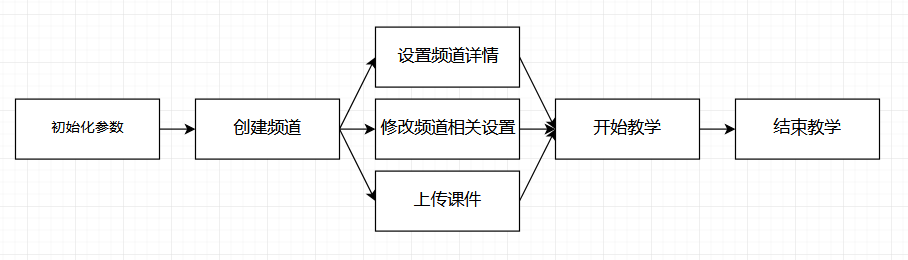 初始化参数
创建频道
设置频道详情
修改频道相关设置
上传课件
开始教学
结束教学